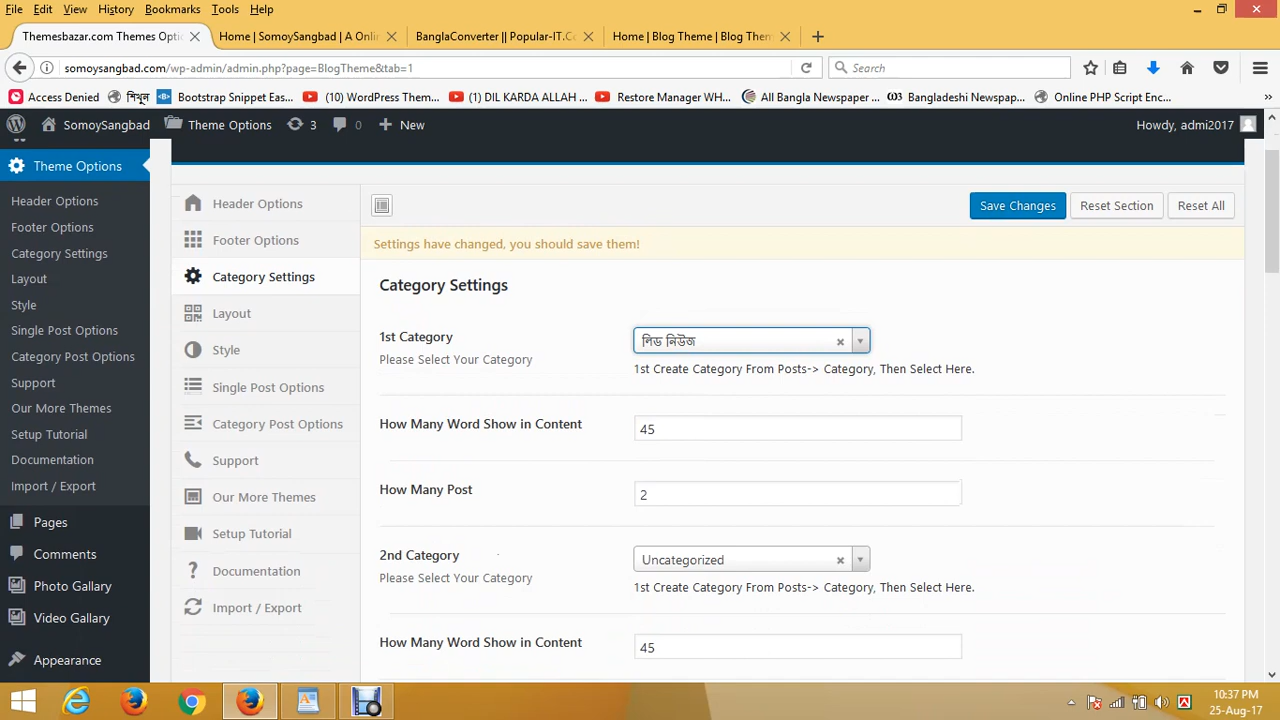 File Edit View History Bookmarks Tools Help
Themesbazar.com Themes Optic
Home | SomoySangbad | A Onlin
BanglaConverter || Popular-IT.Co
Home | Blog Theme | Blog Them
somoysangbad.com/wp-admin/admin.php?page=BlogTheme&tab=1
Search
Access Denied শিখুন Bootstrap Snippet Eas... (10) WordPress Them... (1) DIL KARDA ALLAH ... Restore Manager WH... All Bangla Newspaper ... Bangladeshi Newspap... Online PHP Script Enc...
SomoySangbad Theme Options 3 0 New Howdy, admi2017
Theme Options
Header Options
Footer Options
Category Settings
Layout
Style
Single Post Options
Category Post Options
Support
Our More Themes
Setup Tutorial
Documentation
Import / Export
Pages
Comments
Photo Gallary
Video Gallary
Appearance
Header Options
Footer Options
Category Settings
Layout
Style
Single Post Options
Category Post Options
Support
Our More Themes
Setup Tutorial
Documentation
Import / Export
Save Changes Reset Section Reset All
Settings have changed, you should save them!
Category Settings
1st Category
Please Select Your Category
লিড নিউজ
1st Create Category From Posts-> Category, Then Select Here.
How Many Word Show in Content
45
How Many Post
2
2nd Category
Please Select Your Category
Uncategorized
1st Create Category From Posts-> Category, Then Select Here.
How Many Word Show in Content
45
10:37 PM
25-Aug-17